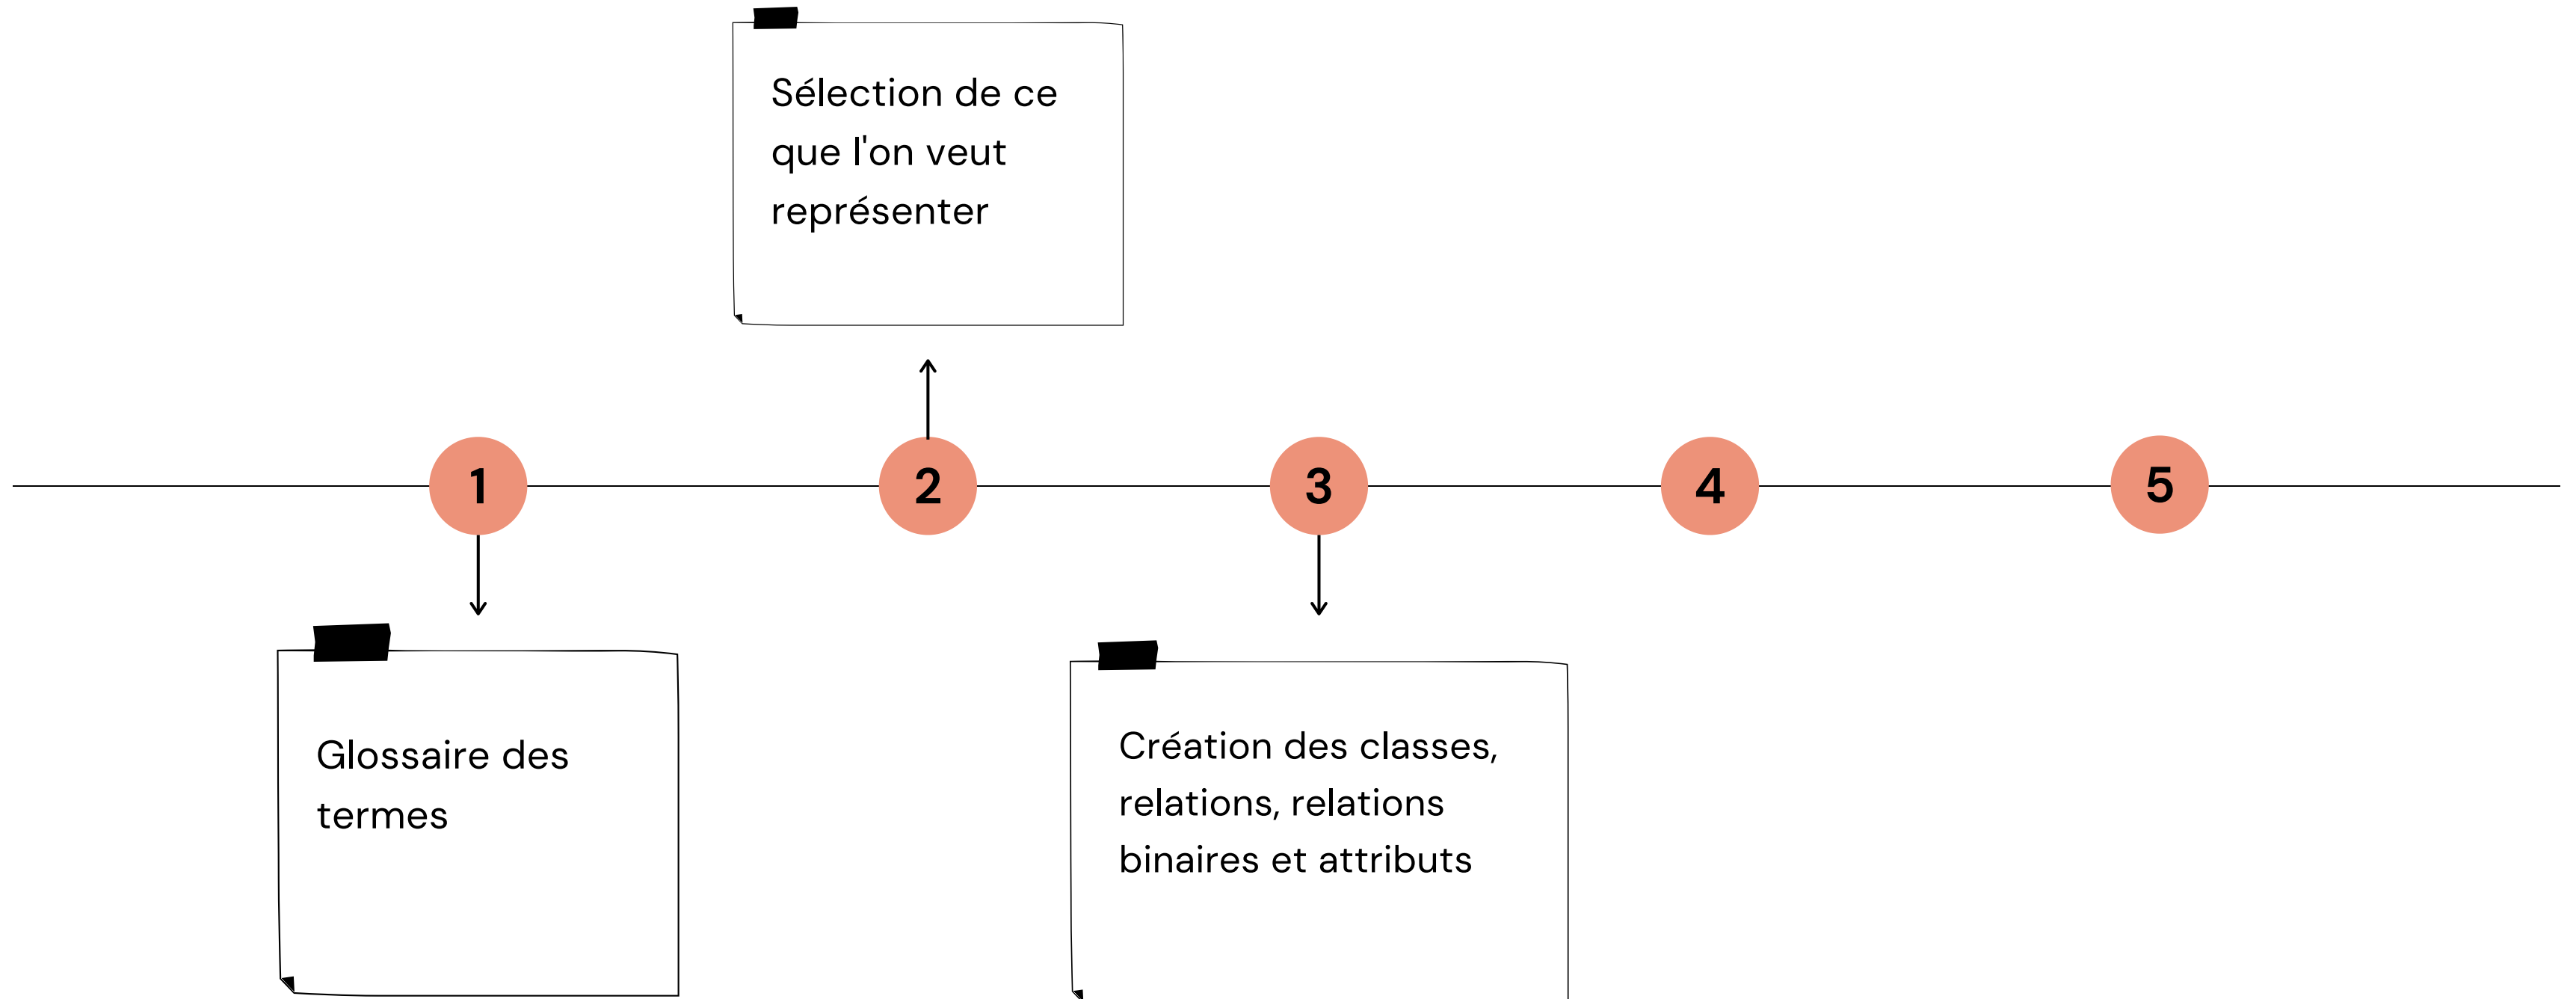 Sélection de ce
que l'on veut
représenter
1
2
3
4
5
Glossaire des
termes
Création des classes,
relations, relations
binaires et attributs